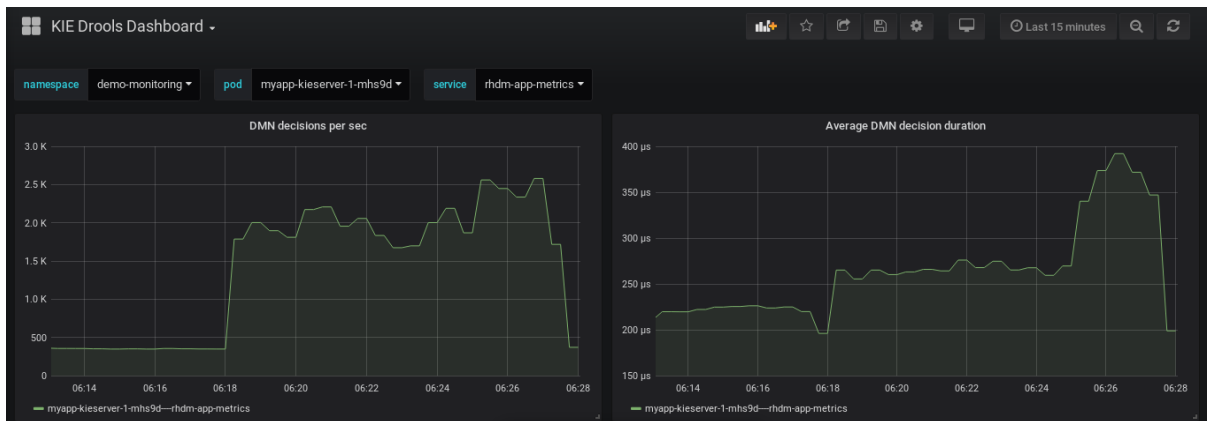 KIE Drools Dashboard
Last 15 minutes
namespace demo-monitoring pod myapp-kieserver-1-mhs9d service rhdm-app-metrics
DMN decisions per sec
3.0 K
2.5 K
2.0 K
1.5 K
1.0 K
500
0
06:14 06:16 06:18 06:20 06:22 06:24 06:26 06:28
myapp-kieserver-1-mhs9d—rhdm-app-metrics
Average DMN decision duration
400 µs
350 µs
300 µs
250 µs
200 µs
150 µs
06:14 06:16 06:18 06:20 06:22 06:24 06:26 06:28
myapp-kieserver-1-mhs9d—rhdm-app-metrics